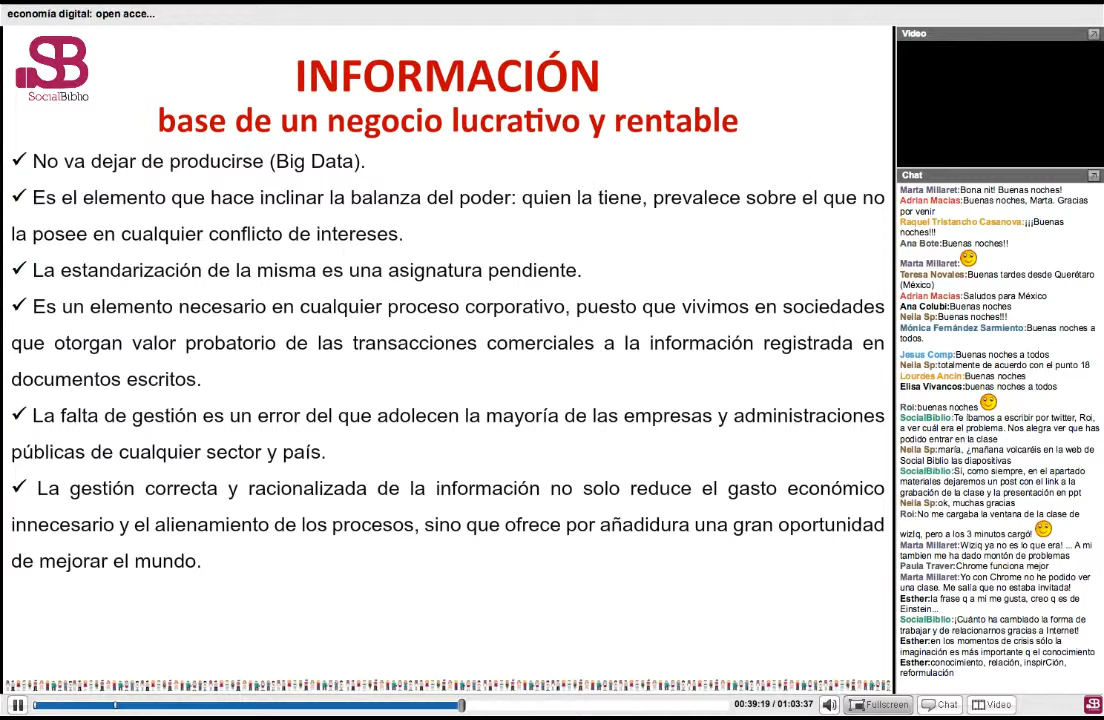 economía digital: open acce...
SB
SocialBiblio
INFORMACIÓN
base de un negocio lucrativo y rentable
✓ No va dejar de producirse (Big Data).
✓ Es el elemento que hace inclinar la balanza del poder: quien la tiene, prevalece sobre el que no
la posee en cualquier conflicto de intereses.
✓ La estandarización de la misma es una asignatura pendiente.
✓ Es un elemento necesario en cualquier proceso corporativo, puesto que vivimos en sociedades
que otorgan valor probatorio de las transacciones comerciales a la información registrada en
documentos escritos.
✓ La falta de gestión es un error del que adolecen la mayoría de las empresas y administraciones
públicas de cualquier sector y país.
✓ La gestión correcta y racionalizada de la información no solo reduce el gasto económico
innecesario y el alienamiento de los procesos, sino que ofrece por añadidura una gran oportunidad
de mejorar el mundo.
Video
Chat
Marta Millaret:Bona nit! Buenas noches!
Adrian Macias:Buenas noches, Marta. Gracias
por venir
Raquel Tristancho Casanova:¡¡¡Buenas
noches!!!
Ana Bote:Buenas noches!!
Marta Millaret:
Teresa Novales:Buenas tardes desde Querétaro
(México)
Adrian Macias:Saludos para México
Ana Colubi:Buenas noches
Neila Sp:Buenas noches!!!
Mónica Fernández Sarmiento:Buenas noches a
todos.
Jesus Comp:Buenas noches a todos
Neila Sp:totalmente de acuerdo con el punto 18
Lourdes Ancin:Buenas noches
Elisa Vivancos:buenas noches a todos
Roi:buenas noches
SocialBiblio:Te íbamos a escribir por twitter, Roi,
a ver cuál era el problema. Nos alegra ver que has
podido entrar en la clase
Neila Sp:maría, ¿mañana volcaréis en la web de
Social Biblio las diapositivas
SocialBiblio:Sí, como siempre, en el apartado
materiales dejaremos un post con el link a la
grabación de la clase y la presentación en ppt
Neila Sp:ok, muchas gracias
Roi:No me cargaba la ventana de la clase de
wiziq, pero a los 3 minutos cargó!
Marta Millaret:Wiziq ya no es lo que era! ... A mi
tambien me ha dado montón de problemas
Paula Traver:Chrome funciona mejor
Marta Millaret:Yo con Chrome no he podido ver
una clase. Me salía que no estaba invitada!
Esther:la frase q a mi me gusta, creo q es de
Einstein...
SocialBiblio:¡Cuánto ha cambiado la forma de
trabajar y de relacionarnos gracias a Internet!
Esther:en los momentos de crisis sólo la
imaginación es más importante q el conocimiento
Esther:conocimiento, relación, inspirCión,
reformulación
00:39:19 / 01:03:37
Fullscreen
Chat
Video
SB